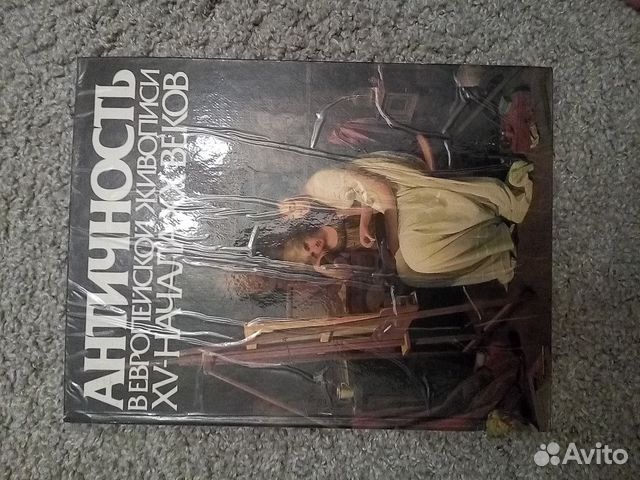 АНТИЧНОСТЬ
В ЕВРОПЕЙСКОЙ ЖИВОПИСИ
XV-НАЧАЛА XX ВЕКОВ
Avito